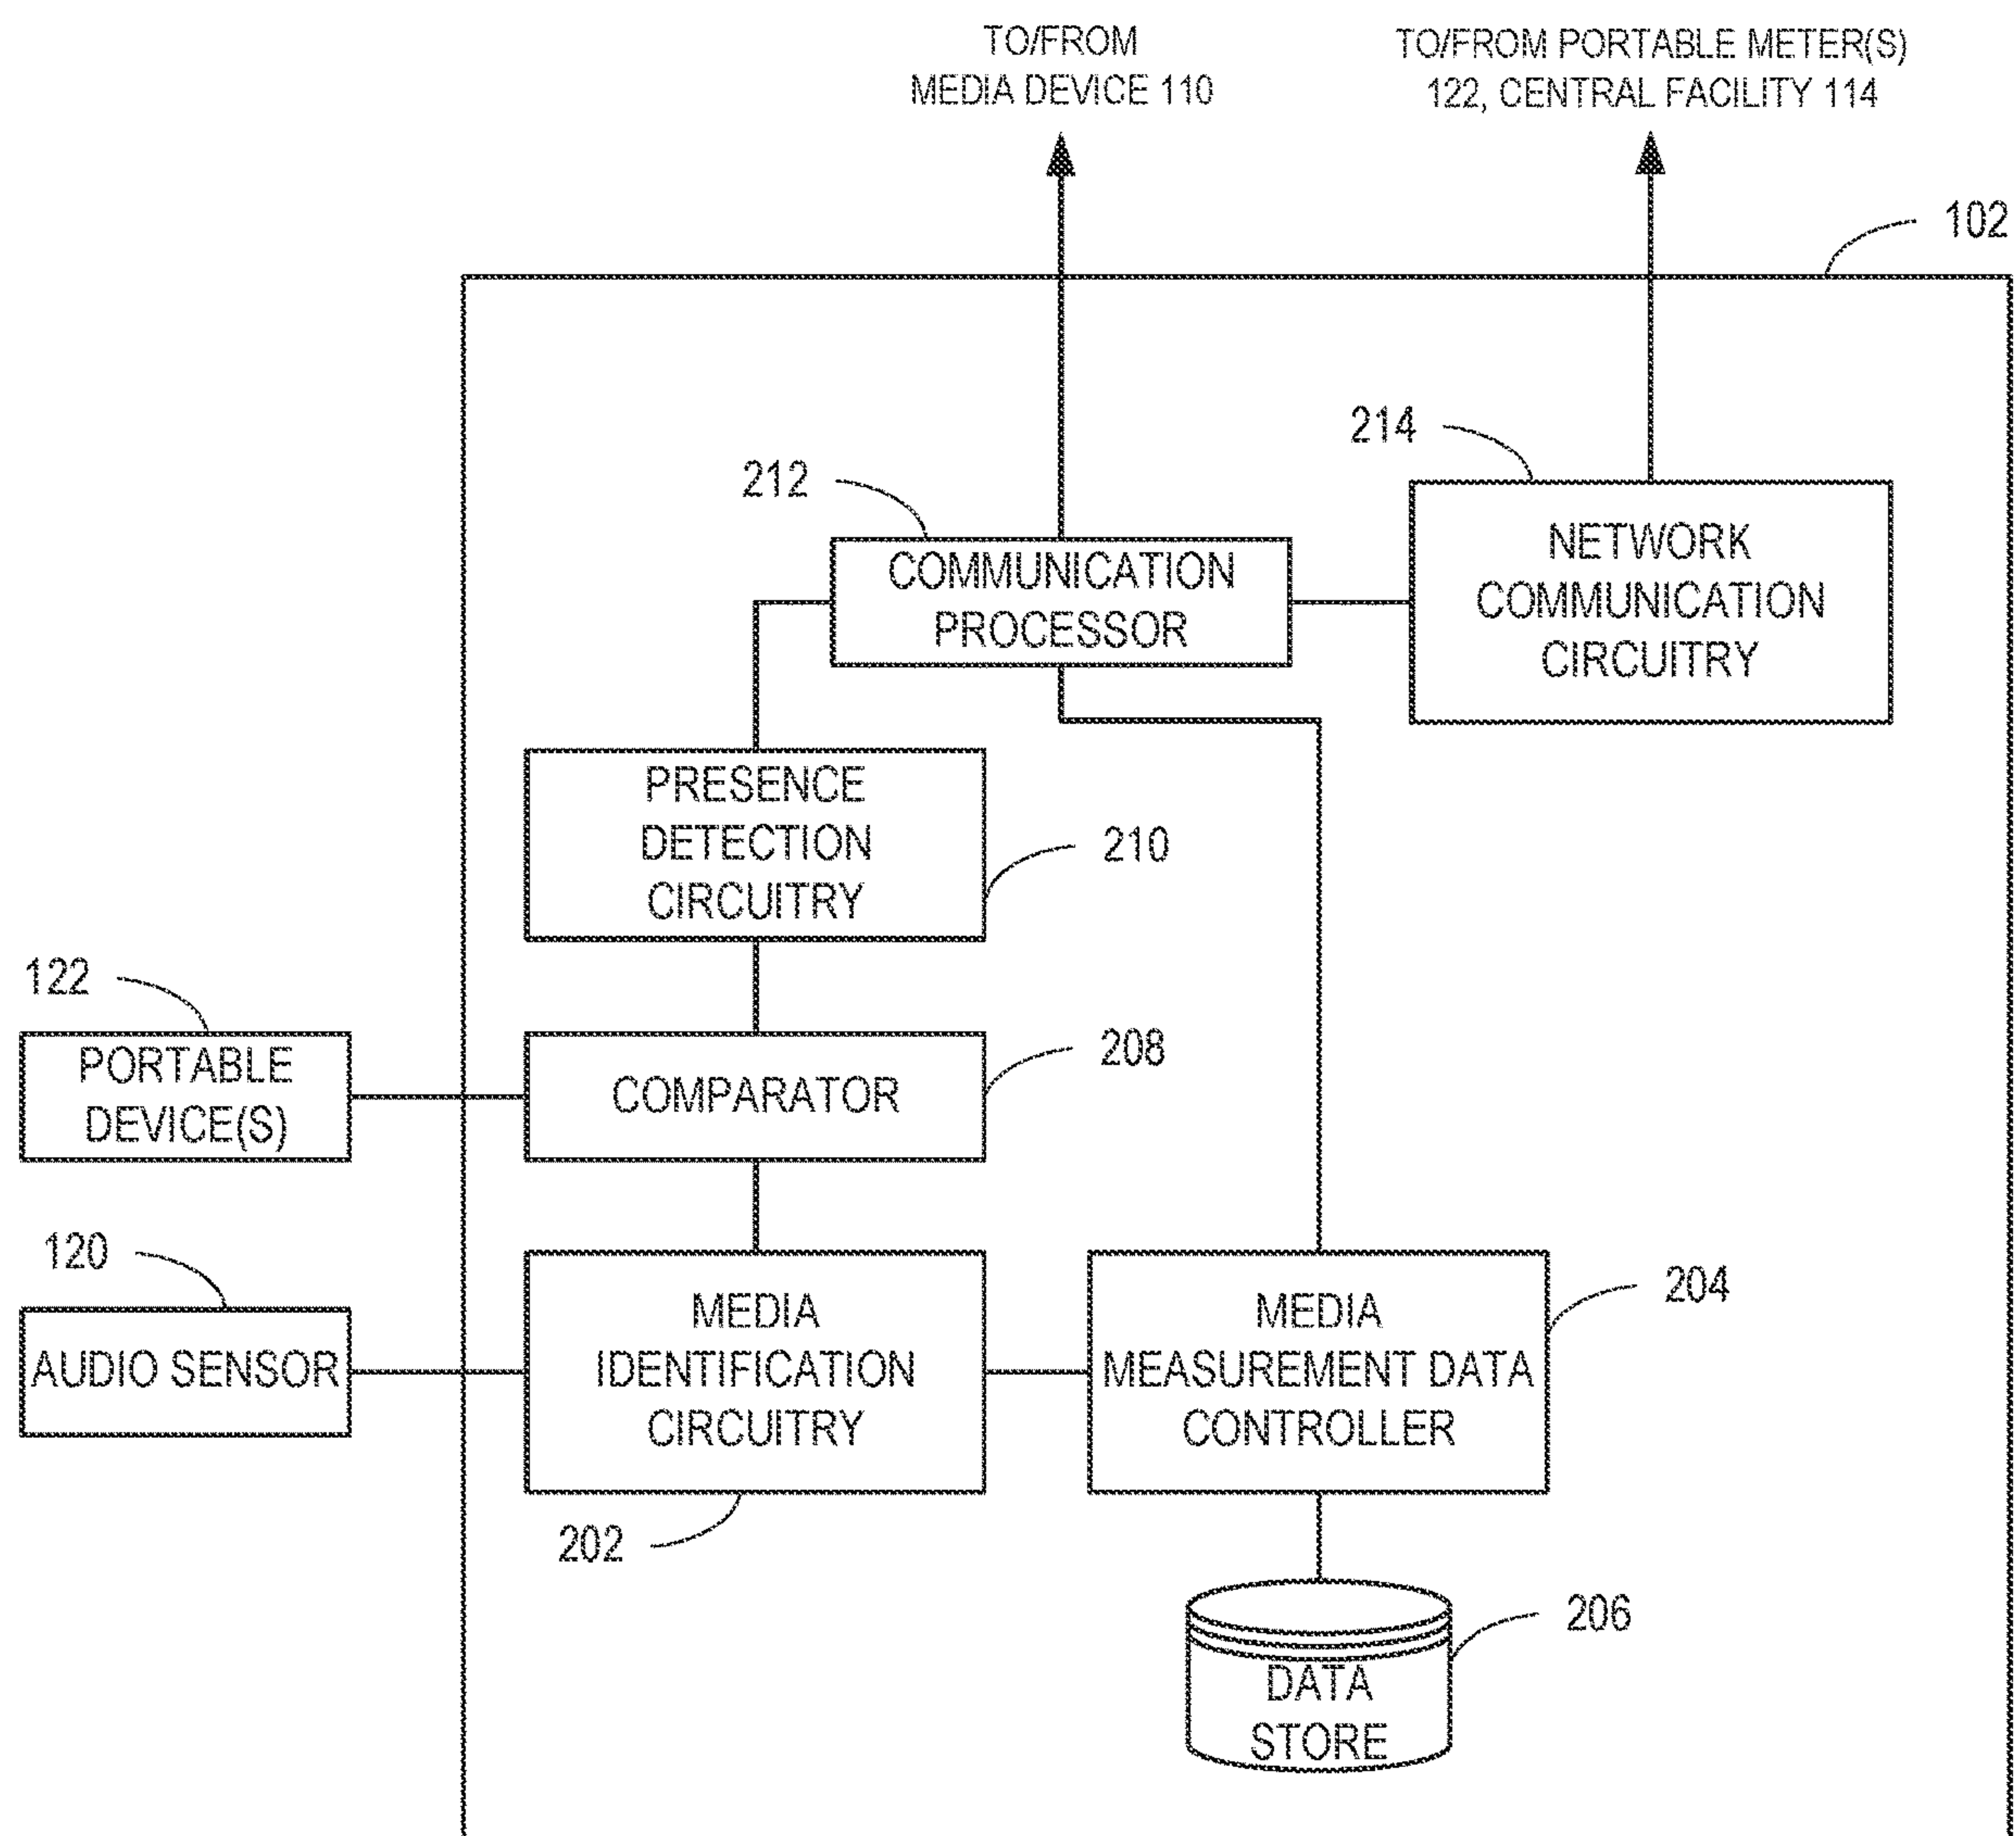 TO/FROM
MEDIA DEVICE 110
TO/FROM PORTABLE METER(S)
122, CENTRAL FACILITY 114
102
214
212
NETWORK
COMMUNICATION
CIRCUITRY
COMMUNICATION
PROCESSOR
PRESENCE
DETECTION
CIRCUITRY
210
122
PORTABLE
DEVICE(S)
COMPARATOR
208
120
AUDIO SENSOR
MEDIA
IDENTIFICATION
CIRCUITRY
202
MEDIA
MEASUREMENT DATA
CONTROLLER
204
206
DATA
STORE